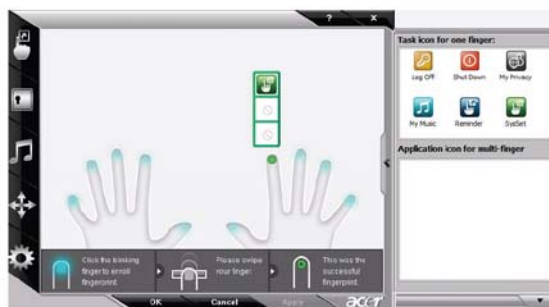 ? x
Task icon for one finger:
Log Off Shut Down My Privacy
My Music Reminder SysSet
Application icon for multi-finger
Click the blinking
finger to enroll
fingerprint.
Please swipe
your finger.
This was the
successful
fingerprint.
OK Cancel Apply acer